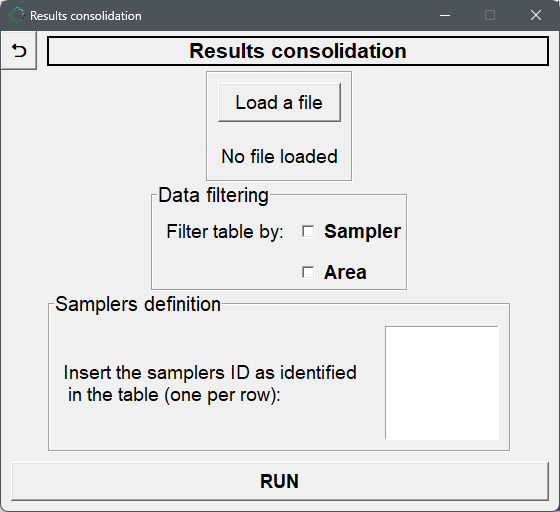 Results consolidation
Results consolidation
Load a file
No file loaded
Data filtering
Filter table by:
Sampler
Area
Samplers definition
Insert the samplers ID as identified
in the table (one per row):
RUN